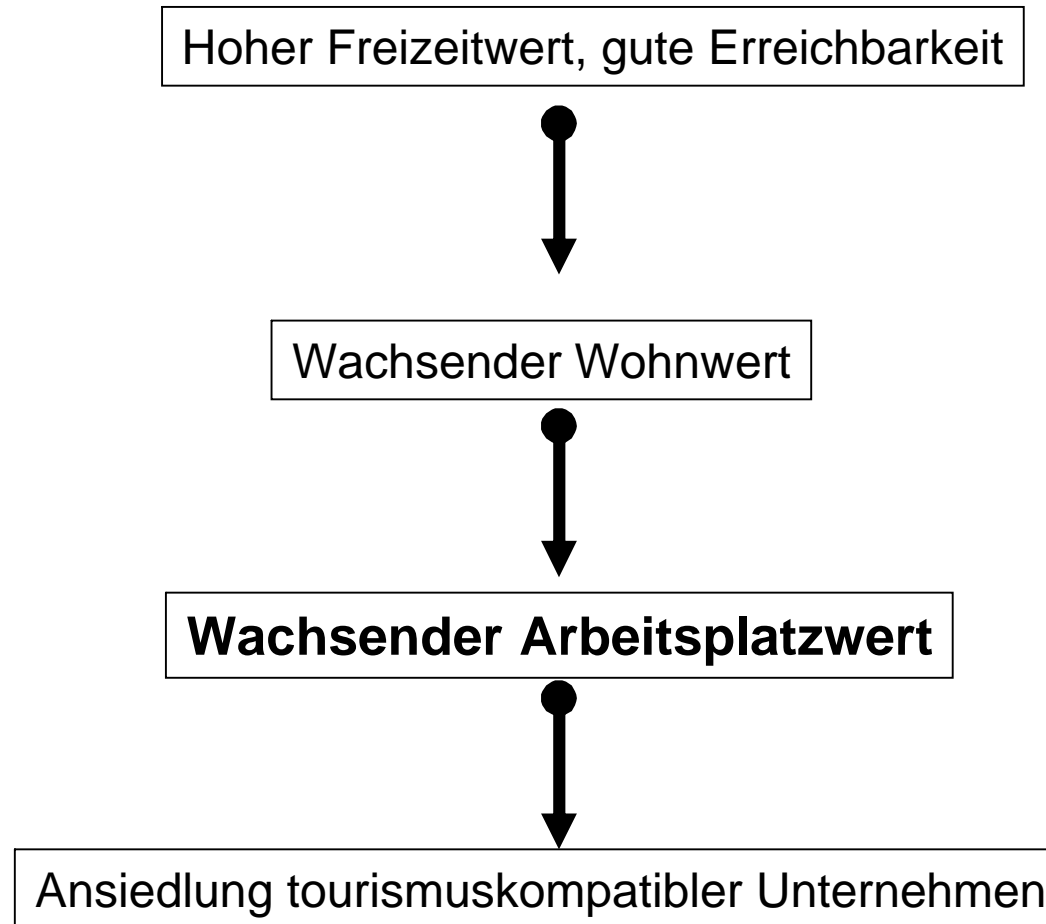 Hoher Freizeitwert, gute Erreichbarkeit
Wachsender Wohnwert
Wachsender Arbeitsplatzwert
Ansiedlung tourismuskompatibler Unternehmen